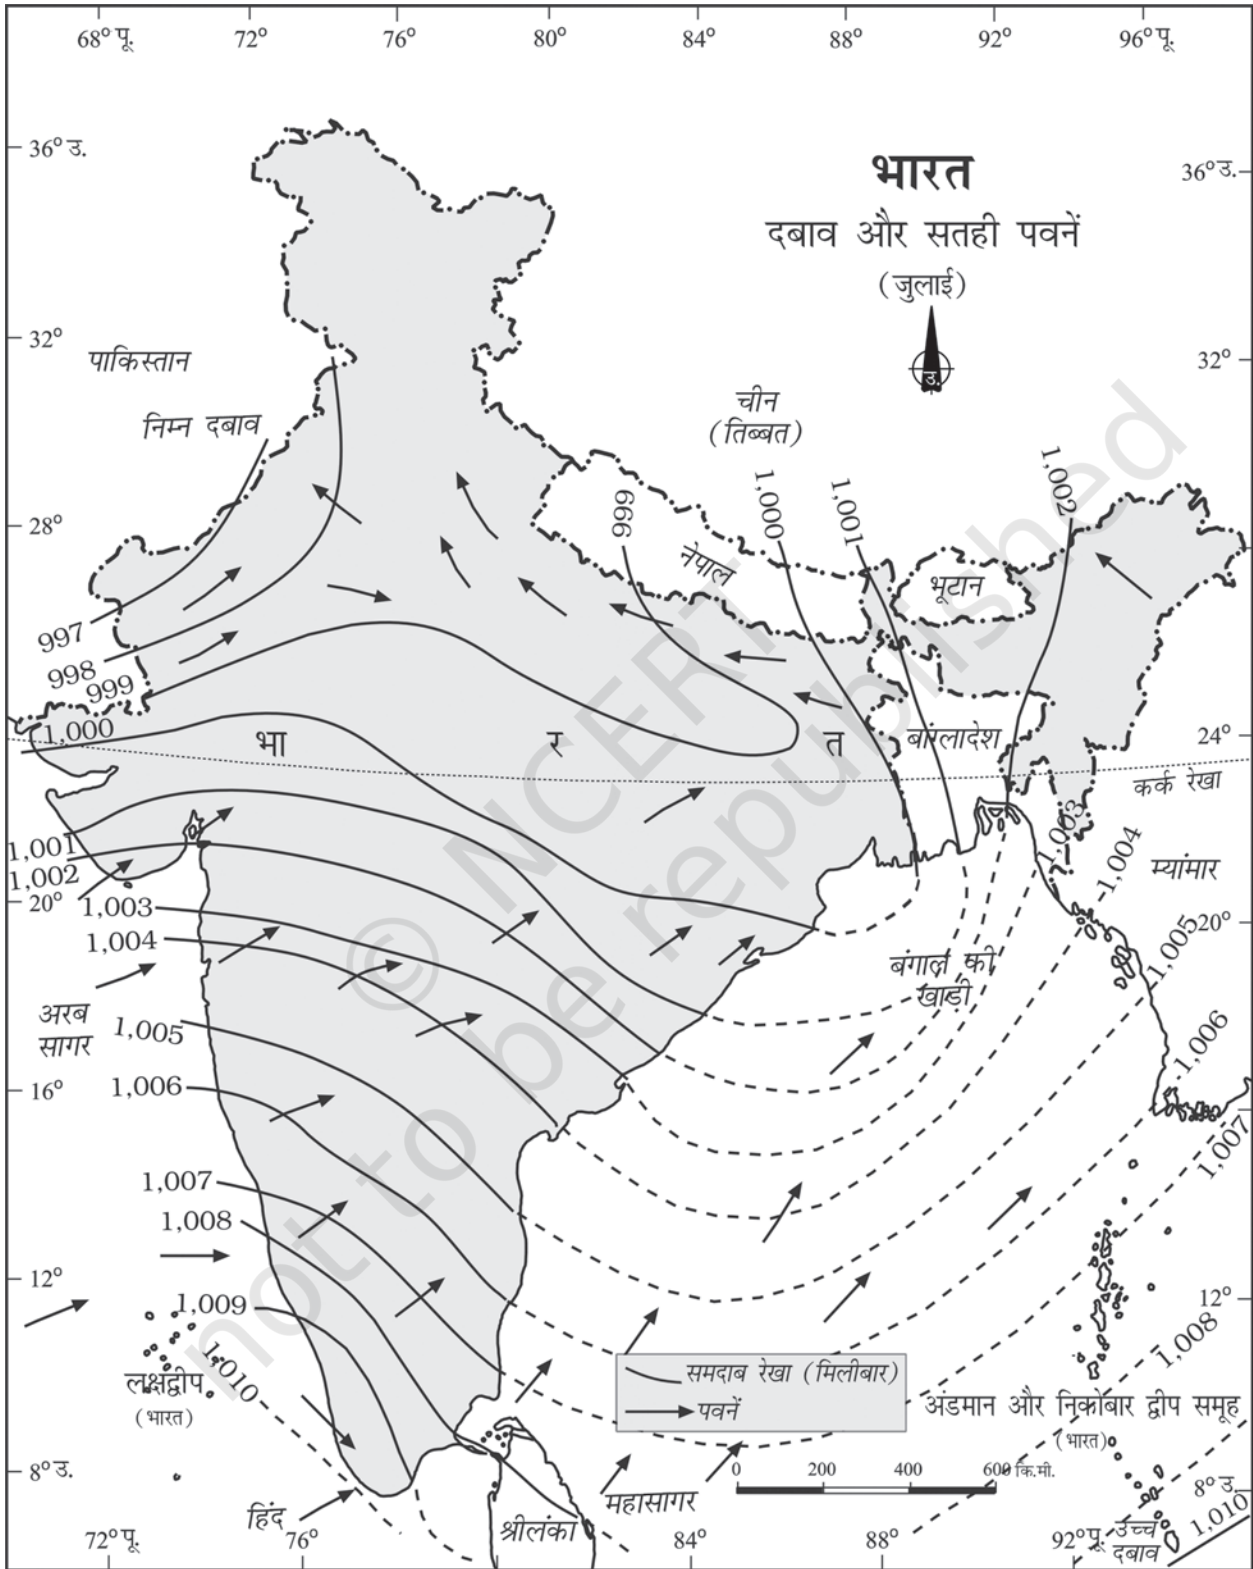 68° पू.
72°
76°
80°
84°
88°
92°
96° पू.
36° उ.
36° उ.
भारत
दबाव और सतही पवनें
(जुलाई)
उ.
32°
32°
पाकिस्तान
निम्न दबाव
चीन
(तिब्बत)
999
1,000
1,001
1,002
28°
नेपाल
भूटान
997
998
999
1,000
भा
र
त
बांग्लादेश
24°
कर्क रेखा
1,001
1,002
20°
1,003
1,004
1,003
1,004
म्यांमार
20°
1,005
अरब
सागर
1,005
बंगाल की
खाड़ी
1,006
16°
1,006
1,007
1,007
1,008
12°
12°
1,009
1,008
1,010
लक्षद्वीप
(भारत)
समदाब रेखा (मिलीबार)
पवनें
अंडमान और निकोबार द्वीप समूह
(भारत)
8° उ.
0 200 400 600 कि.मी.
8° उ.
हिंद
महासागर
श्रीलंका
उच्च
दबाव
1,010
72° पू.
76°
84°
88°
92° पू.
© NCERT
not to be republished